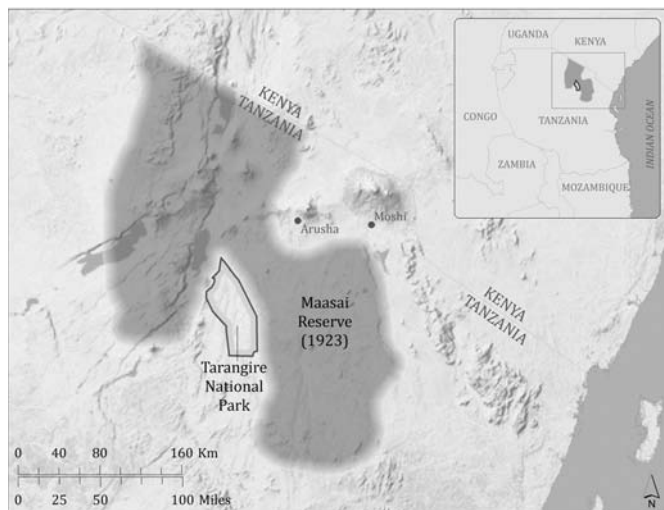 UGANDA
KENYA
CONGO
TANZANIA
ZAMBIA
MOZAMBIQUE
INDIAN OCEAN
KENYA
TANZANIA
Arusha
Moshi
KENYA
TANZANIA
Maasai
Reserve
(1923)
Tarangire
National
Park
0 40 80 160 Km
0 25 50 100 Miles
N